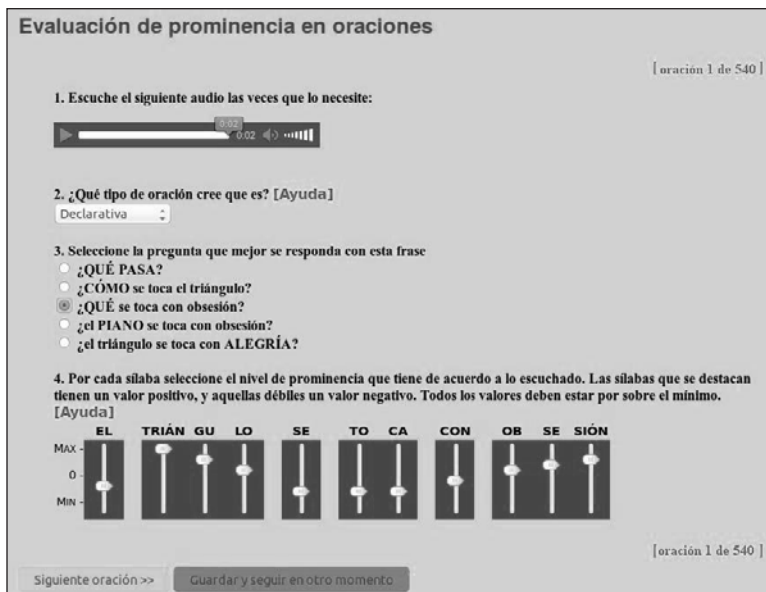 Evaluación de prominencia en oraciones
[ oración 1 de 540 ]
1. Escuche el siguiente audio las veces que lo necesite:
0:02
0:02
2. ¿Qué tipo de oración cree que es? [Ayuda]
Declarativa
3. Seleccione la pregunta que mejor se responda con esta frase
¿QUÉ PASA?
¿CÓMO se toca el triángulo?
¿QUÉ se toca con obsesión?
¿el PIANO se toca con obsesión?
¿el triángulo se toca con ALEGRÍA?
4. Por cada sílaba seleccione el nivel de prominencia que tiene de acuerdo a lo escuchado. Las sílabas que se destacan
tienen un valor positivo, y aquellas débiles un valor negativo. Todos los valores deben estar por sobre el mínimo.
[Ayuda]
EL TRIÁN GU LO SE TO CA CON OB SE SIÓN
MAX -
0 -
MIN -
[oración 1 de 540 ]
Siguiente oración >> Guardar y seguir en otro momento